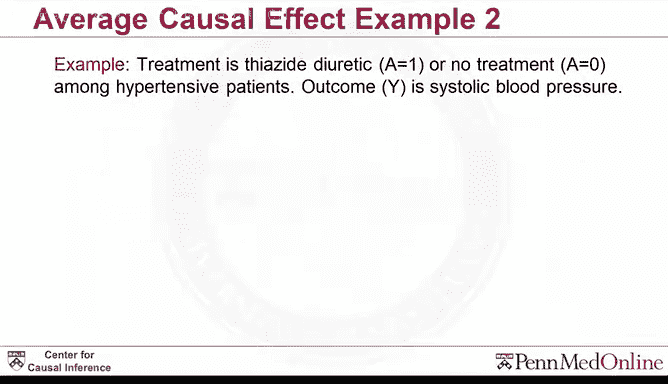 Average Causal Effect Example 2
Example: Treatment is thiazide diuretic (A=1) or no treatment (A=0)
among hypertensive patients. Outcome (Y) is systolic blood pressure.
Center for
Causal Inference
PennMedOnline